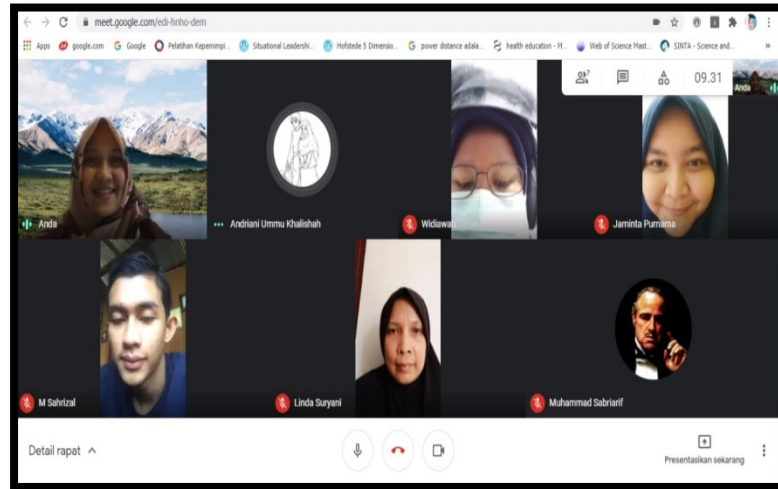 meet.google.com/edi-hnho-dem
Apps google.com Google Pelatihan Kepemimpi... Situational Leadershi... Hofstede 5 Dimensio... power distance adala... health education - M... Web of Science Mast... SINTA - Science and... »
7 09.31 Anda
Anda
Andriani Ummu Khalishah
Widiawati
Jaminta Purnama
M Sahrizal
Linda Suryani
Muhammad Sabriarif
Detail rapat
Presentasikan sekarang